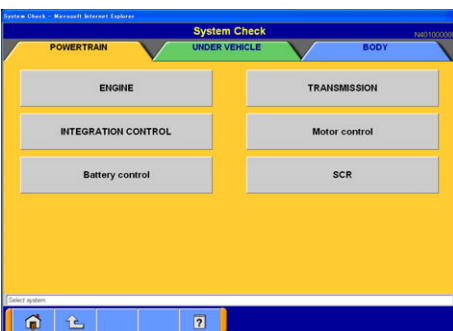 System Check - Microsoft Internet Explorer
System Check
N40100000
POWERTRAIN
UNDER VEHICLE
BODY
ENGINE
TRANSMISSION
INTEGRATION CONTROL
Motor control
Battery control
SCR
Select system
?